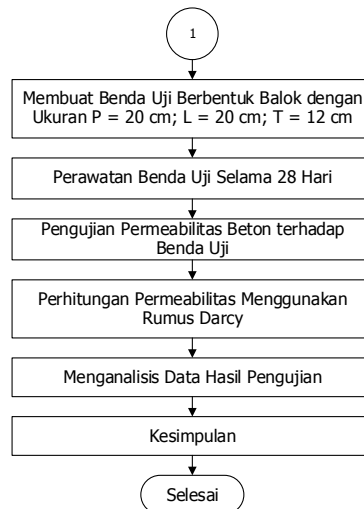 1
Membuat Benda Uji Berbentuk Balok dengan
Ukuran P = 20 cm; L = 20 cm; T = 12 cm
Perawatan Benda Uji Selama 28 Hari
Pengujian Permeabilitas Beton terhadap
Benda Uji
Perhitungan Permeabilitas Menggunakan
Rumus Darcy
Menganalisis Data Hasil Pengujian
Kesimpulan
Selesai